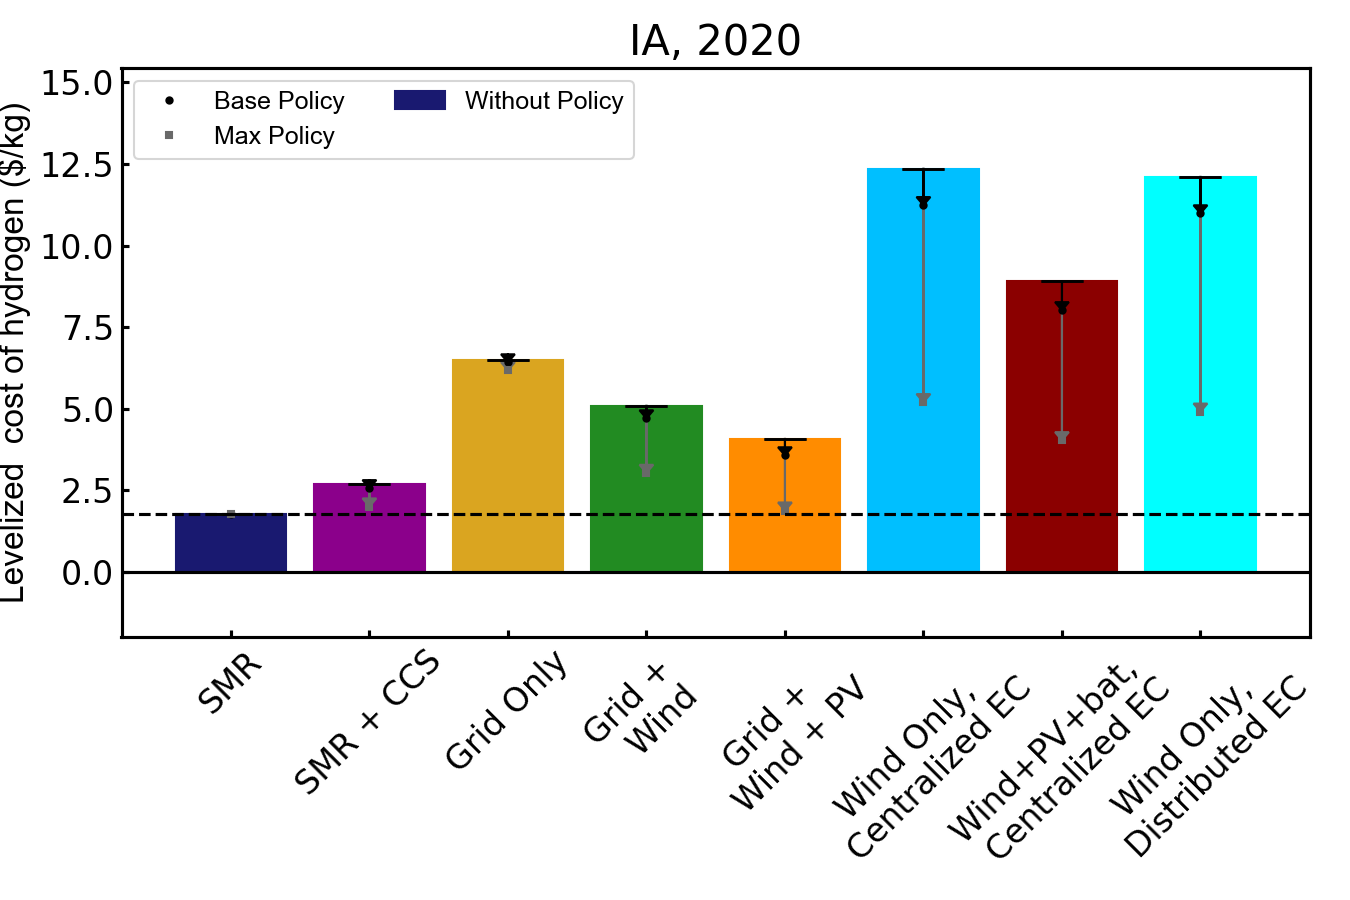 IA, 2020
Levelized cost of hydrogen ($/kg)
15.0
12.5
10.0
7.5
5.0
2.5
0.0
Base Policy
Max Policy
Without Policy
SMR
SMR + CCS
Grid Only
Grid +
Wind
Grid +
Wind + PV
Wind Only,
Centralized EC
Wind+PV+bat,
Centralized EC
Wind Only,
Distributed EC